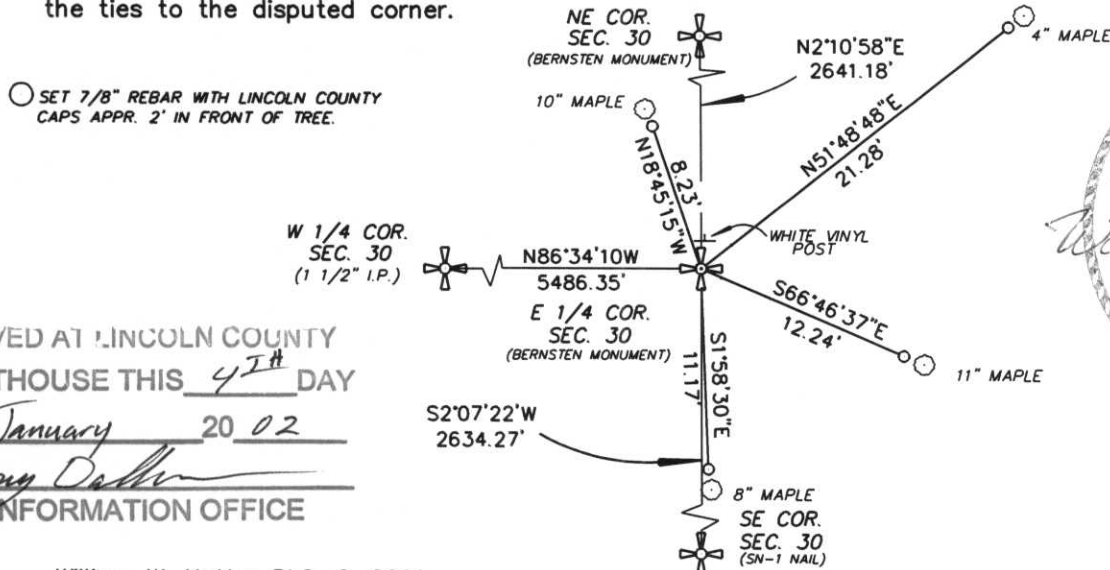 the ties to the disputed corner.
SET 7/8" REBAR WITH LINCOLN COUNTY
CAPS APPR. 2' IN FRONT OF TREE.
NE COR.
SEC. 30
(BERNSTEN MONUMENT)
N2°10'58"E
2641.18'
4" MAPLE
10" MAPLE
N18°45'15"W
8.23'
N51°48'48"E
21.28'
WHITE VINYL
POST
W 1/4 COR.
SEC. 30
(1 1/2" I.P.)
N86°34'10W
5486.35'
E 1/4 COR.
SEC. 30
(BERNSTEN MONUMENT)
S66°46'37"E
12.24'
11" MAPLE
S1°58'30"E
11.17'
S2°07'22"W
2634.27'
8" MAPLE
SE COR.
SEC. 30
(SN-1 NAIL)
VED AT LINCOLN COUNTY
THOUSE THIS 4TH DAY
January 20 02
NFORMATION OFFICE